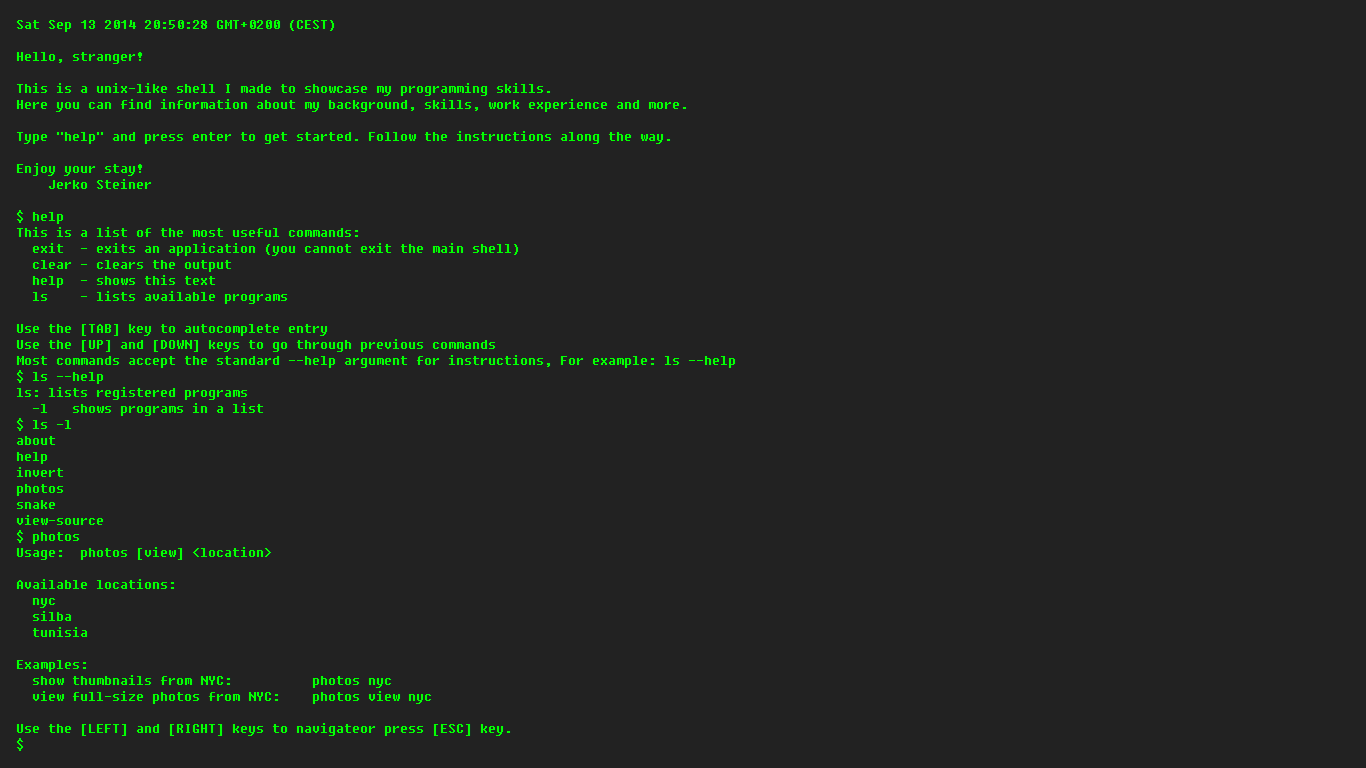 Sat Sep 13 2014 20:50:28 GMT+0200 (CEST)
Hello, stranger!
This is a unix-like shell I made to showcase my programming skills.
Here you can find information about my background, skills, work experience and more.
Type "help" and press enter to get started. Follow the instructions along the way.
Enjoy your stay!
    Jerko Steiner
$ help
This is a list of the most useful commands:
  exit  - exits an application (you cannot exit the main shell)
  clear - clears the output
  help  - shows this text
  ls    - lists available programs
Use the [TAB] key to autocomplete entry
Use the [UP] and [DOWN] keys to go through previous commands
Most commands accept the standard --help argument for instructions, For example: ls --help
$ ls --help
ls: lists registered programs
  -l   shows programs in a list
$ ls -l
about
help
invert
photos
snake
view-source
$ photos
Usage:  photos [view] <location>
Available locations:
  nyc
  silba
  tunisia
Examples:
  show thumbnails from NYC:          photos nyc
  view full-size photos from NYC:    photos view nyc
Use the [LEFT] and [RIGHT] keys to navigateor press [ESC] key.
$